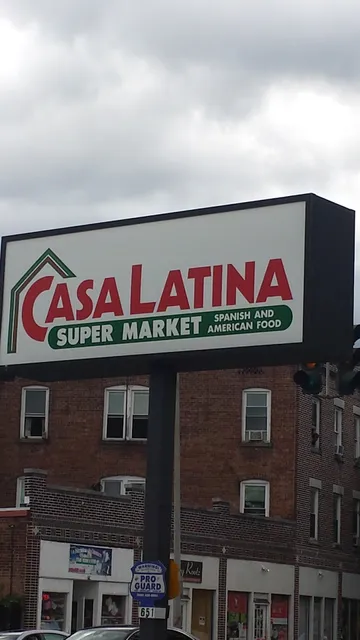 CASA LATINA
SUPER MARKET
SPANISH AND
AMERICAN FOOD
PRO
GUARD
651